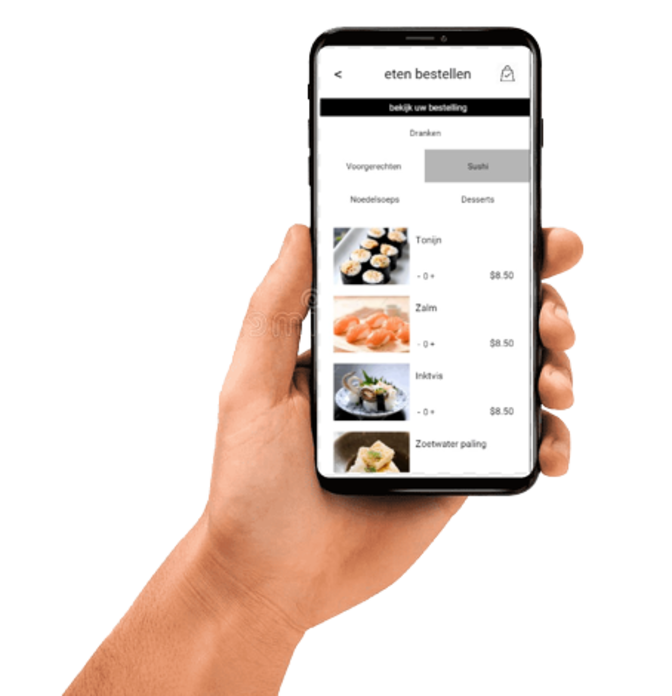 < eten bestellen
bekijk uw bestelling
Dranken
Voorgerechten Sushi
Noedelsoeps Desserts
Tonijn
- 0 + $8.50
Zalm
- 0 + $8.50
Inktvis
- 0 + $8.50
Zoetwater paling